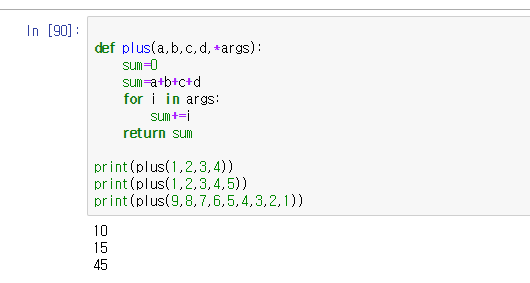 In [90]:
def plus(a,b,c,d,*args):
    sum=0
    sum=a+b+c+d
    for i in args:
        sum+=i
    return sum
print(plus(1,2,3,4))
print(plus(1,2,3,4,5))
print(plus(9,8,7,6,5,4,3,2,1))
10
15
45